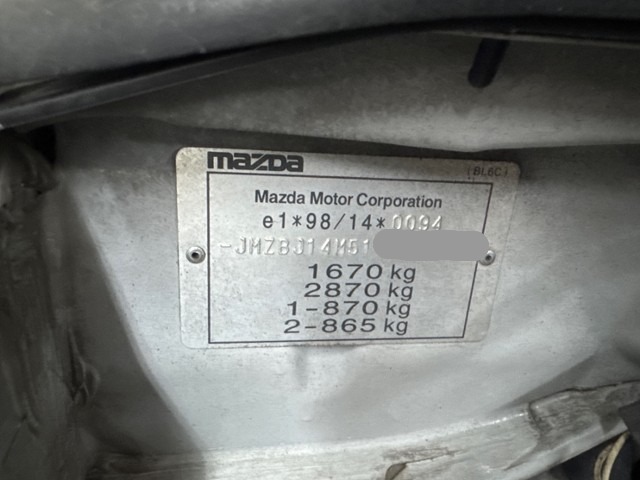 mazda
(BL6C)
Mazda Motor Corporation
e1*98/14*0094
-JMZBJ14M51
1670 kg
2870 kg
1-870 kg
2-865 kg